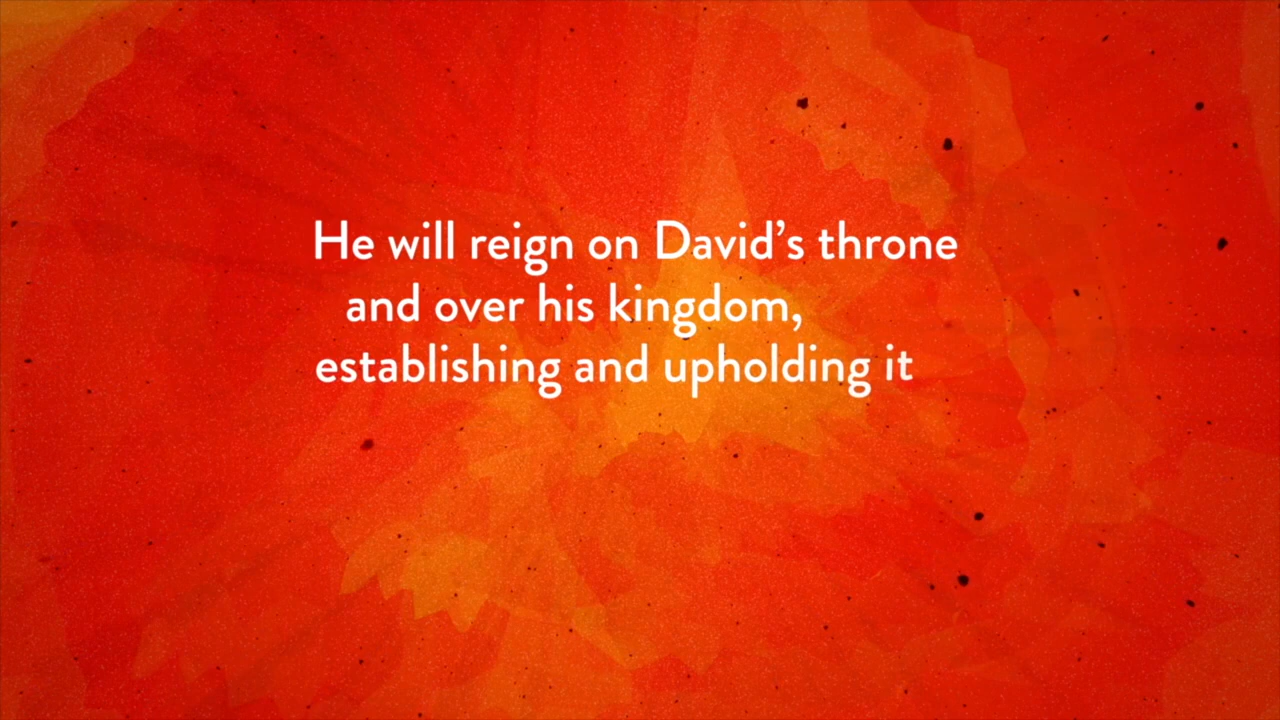 He will reign on David’s throne
and over his kingdom,
establishing and upholding it